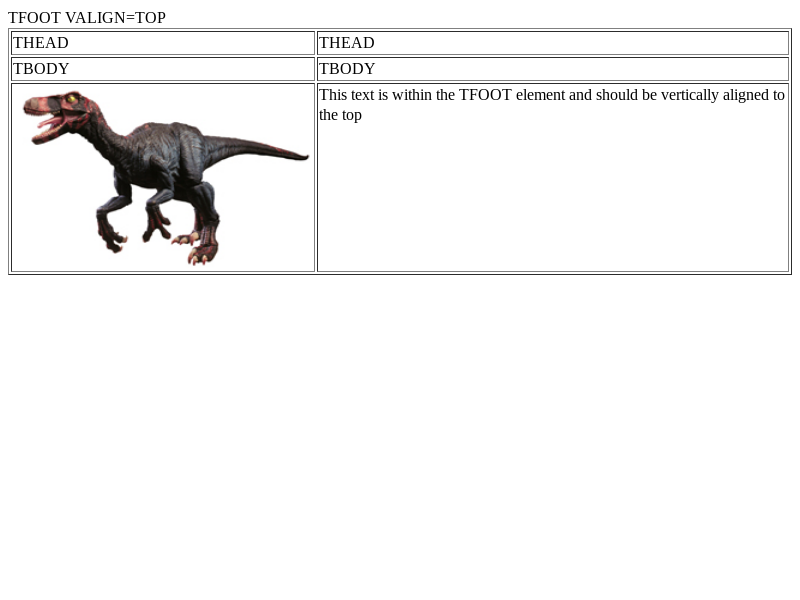 TFOOT VALIGN=TOP
THEAD THEAD
TBODY TBODY
This text is within the TFOOT element and should be vertically aligned to
the top